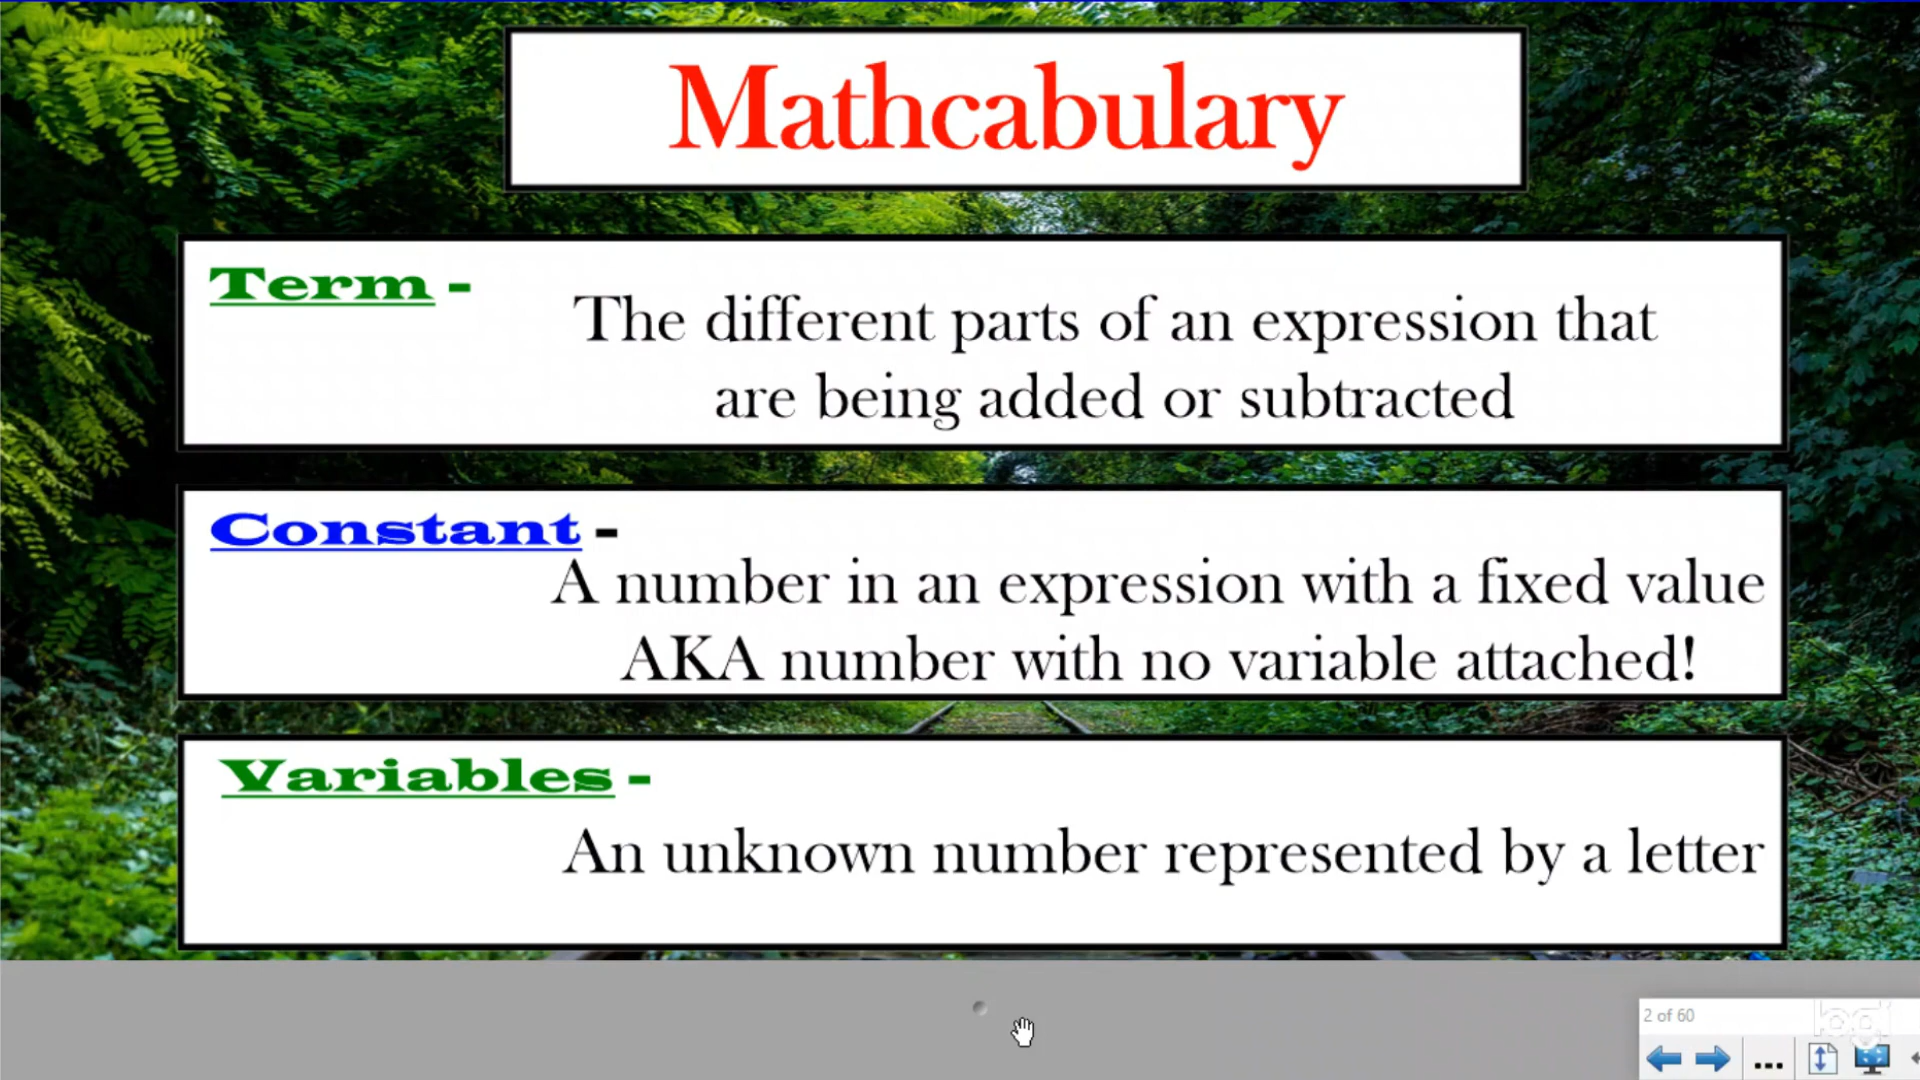 Mathcabulary
Term -
The different parts of an expression that
are being added or subtracted
Constant -
A number in an expression with a fixed value
AKA number with no variable attached!
Variables -
An unknown number represented by a letter
2 of 60
logi